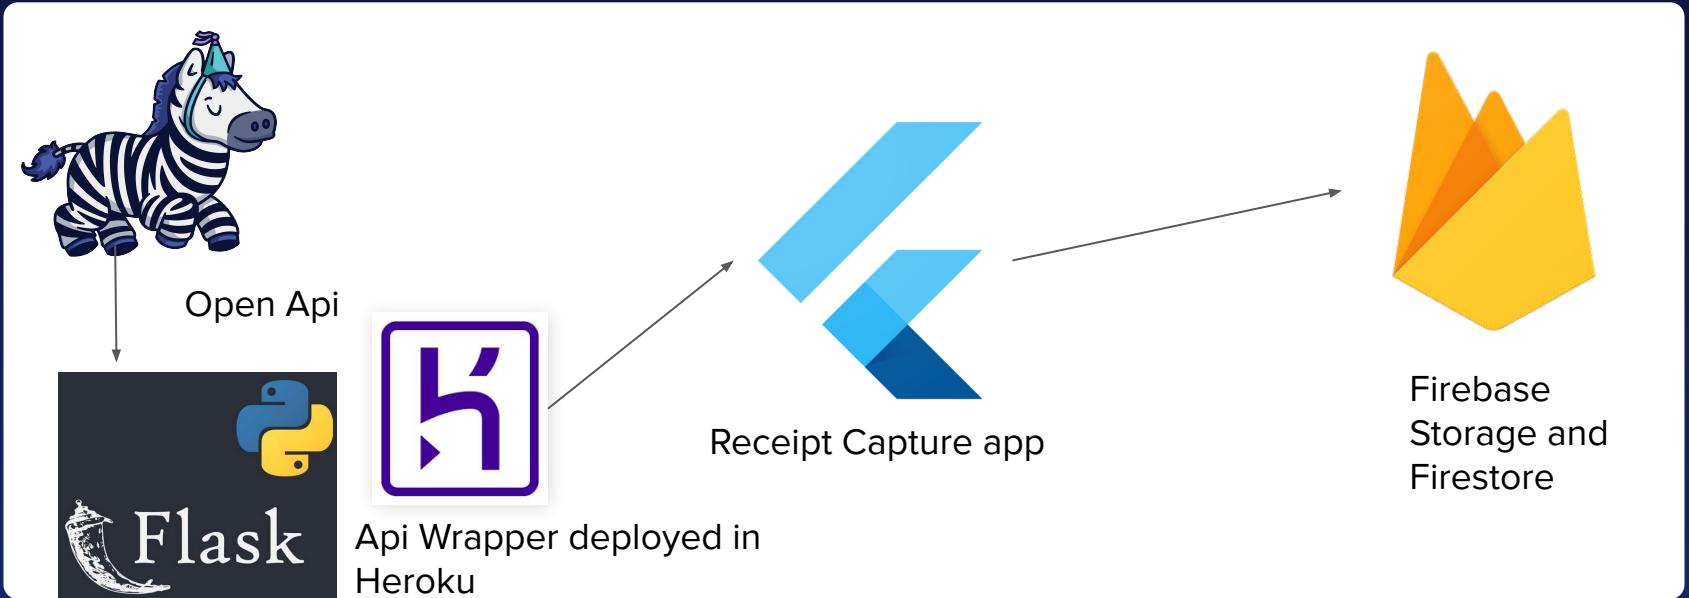 Open Api
Flask
Api Wrapper deployed in
Heroku
Receipt Capture app
Firebase
Storage and
Firestore